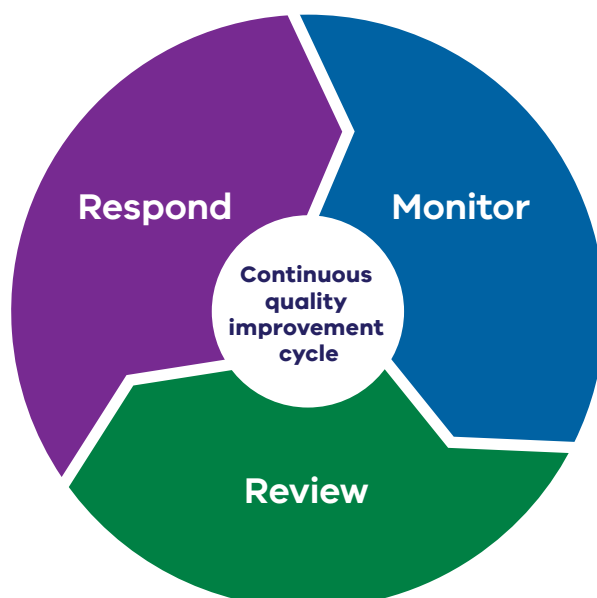 Respond
Monitor
Continuous
quality
improvement
cycle
Review